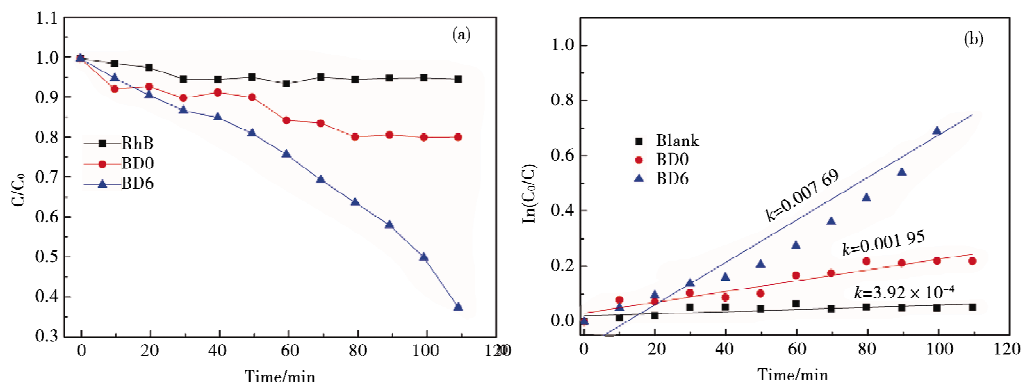 (a)
1.1
1.0
0.9
0.8
0.7
0.6
0.5
0.4
0.3
C/C₀
RhB
BD0
BD6
0 20 40 60 80 100 120
Time/min
(b)
1.0
0.8
0.6
0.4
0.2
0.0
ln(C₀/C)
Blank
BD0
BD6
k=0.007 69
k=0.001 95
k=3.92 × 10⁻⁴
0 20 40 60 80 100 120
Time/min